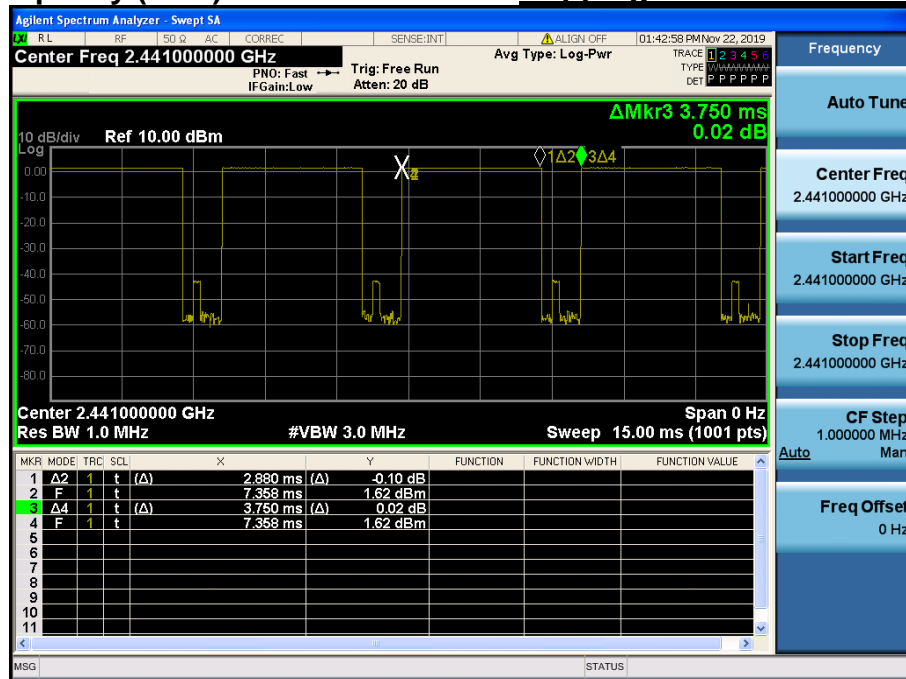 Agilent Spectrum Analyzer - Swept SA
RL RF 50 Ω AC CORREC SENSE:INT ALIGN OFF 01:42:58 PM Nov 22, 2019
Center Freq 2.441000000 GHz
PNO: Fast
IFGain:Low
Trig: Free Run
Atten: 20 dB
Avg Type: Log-Pwr
TRACE 1 2 3 4 5 6
TYPE
DET P P P P P P
ΔMkr3 3.750 ms
0.02 dB
10 dB/div Ref 10.00 dBm
Log
0.00
-10.0
-20.0
-30.0
-40.0
-50.0
-60.0
-70.0
-80.0
X
1Δ2 3Δ4
Center 2.441000000 GHz Span 0 Hz
Res BW 1.0 MHz #VBW 3.0 MHz Sweep 15.00 ms (1001 pts)
MKR MODE TRC SCL X Y FUNCTION FUNCTION WIDTH FUNCTION VALUE
1 Δ2 1 t (Δ) 2.880 ms (Δ) -0.10 dB
2 F 1 t 7.358 ms 1.62 dBm
3 Δ4 1 t (Δ) 3.750 ms (Δ) 0.02 dB
4 F 1 t 7.358 ms 1.62 dBm
5
6
7
8
9
10
11
MSG STATUS
Frequency
Auto Tune
Center Freq
2.441000000 GHz
Start Freq
2.441000000 GHz
Stop Freq
2.441000000 GHz
CF Step
1.000000 MHz
Auto Man
Freq Offset
0 Hz